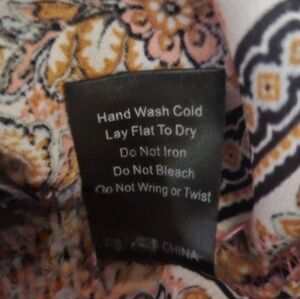 Hand Wash Cold
Lay Flat To Dry
Do Not Iron
Do Not Bleach
Do Not Wring or Twist
CHINA